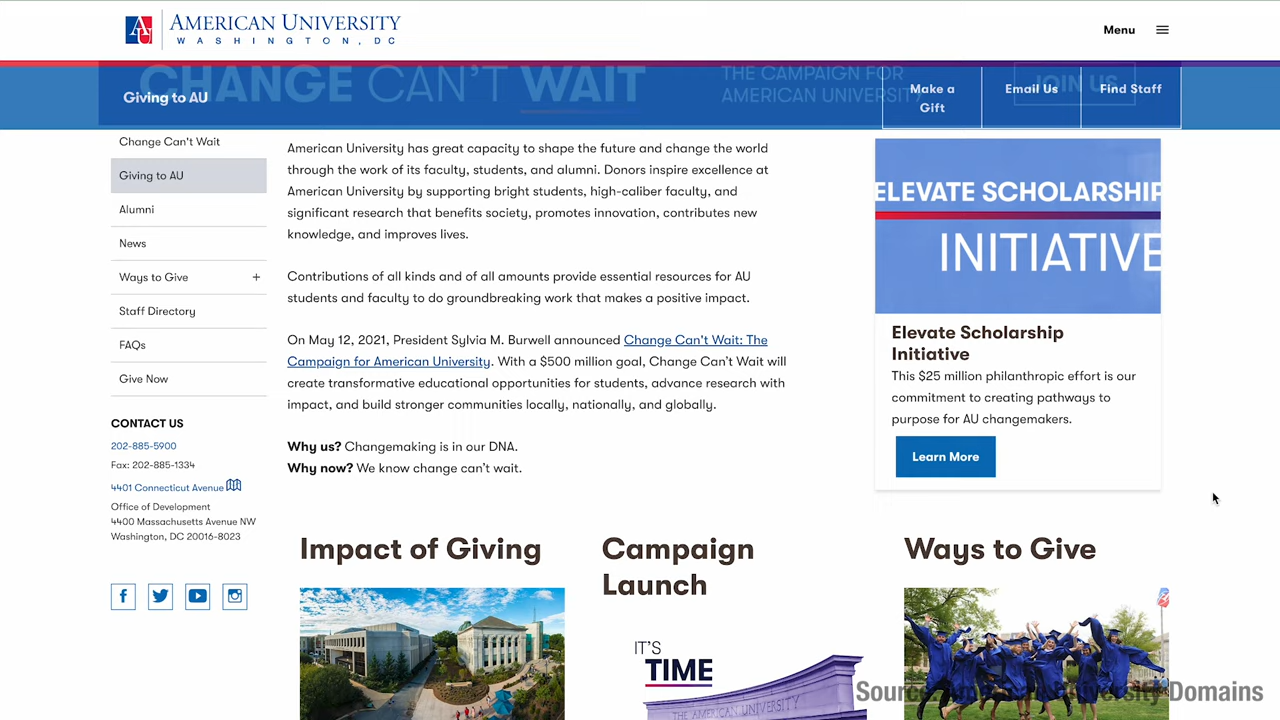 AMERICAN UNIVERSITY
WASHINGTON, DC
Menu
CHANGE CAN'T WAIT
THE CAMPAIGN FOR
AMERICAN UNIVERSITY
JOIN US
Giving to AU
Make a
Gift
Email Us
Find Staff
Change Can't Wait
Giving to AU
Alumni
News
Ways to Give
Staff Directory
FAQs
Give Now
CONTACT US
202-885-5900
Fax: 202-885-1334
4401 Connecticut Avenue
Office of Development
4400 Massachusetts Avenue NW
Washington, DC 20016-8023
American University has great capacity to shape the future and change the world
through the work of its faculty, students, and alumni. Donors inspire excellence at
American University by supporting bright students, high-caliber faculty, and
significant research that benefits society, promotes innovation, contributes new
knowledge, and improves lives.
Contributions of all kinds and of all amounts provide essential resources for AU
students and faculty to do groundbreaking work that makes a positive impact.
On May 12, 2021, President Sylvia M. Burwell announced Change Can't Wait: The
Campaign for American University. With a $500 million goal, Change Can't Wait will
create transformative educational opportunities for students, advance research with
impact, and build stronger communities locally, nationally, and globally.
Why us? Changemaking is in our DNA.
Why now? We know change can't wait.
ELEVATE SCHOLARSHIP
INITIATIVE
Elevate Scholarship
Initiative
This $25 million philanthropic effort is our
commitment to creating pathways to
purpose for AU changemakers.
Learn More
Impact of Giving
Campaign
Launch
Ways to Give
IT'S
TIME
THE AMERICAN UNIVERSITY
Source: American University Domains